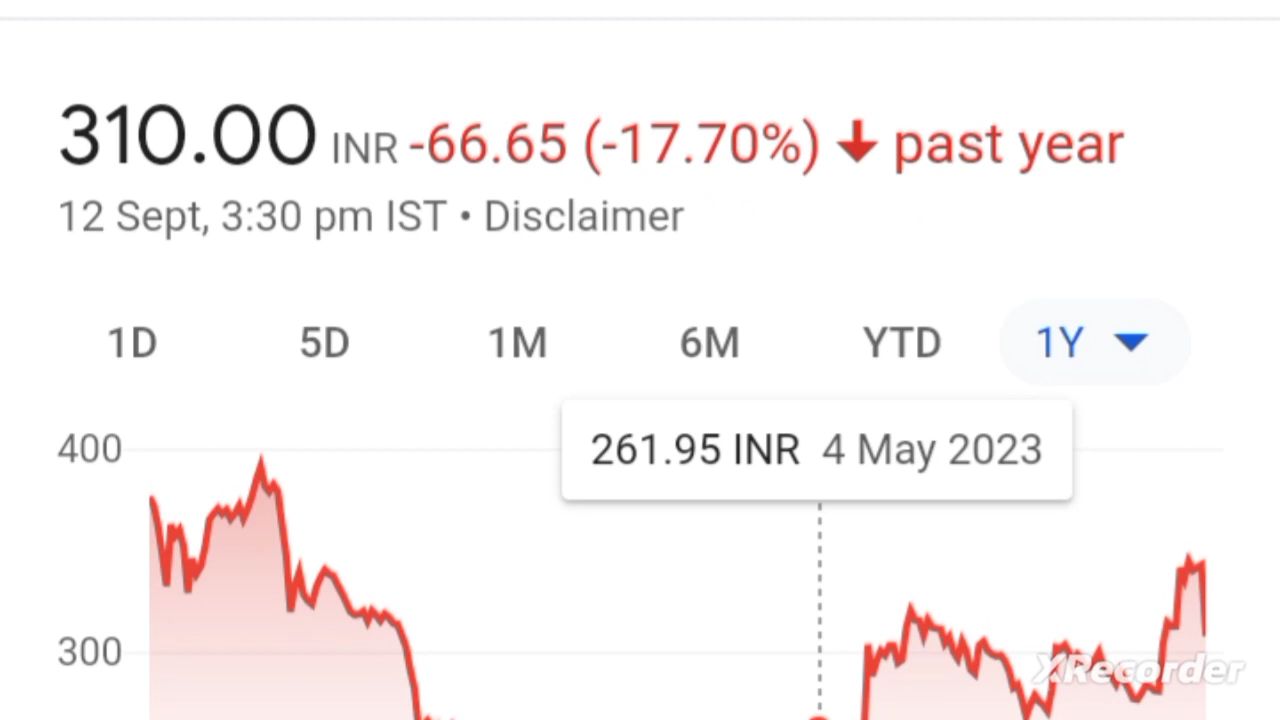 310.00 INR -66.65 (-17.70%) ↓ past year
12 Sept, 3:30 pm IST • Disclaimer
1D 5D 1M 6M YTD 1Y
400
261.95 INR 4 May 2023
300
XRecorder